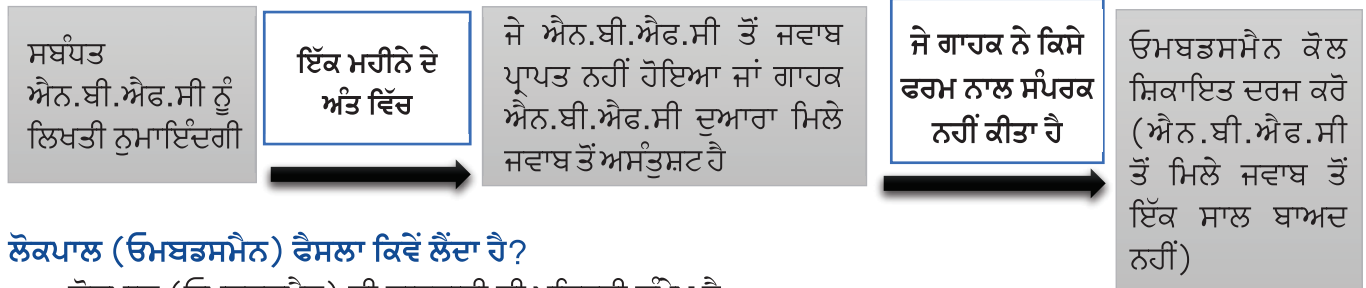 ਸਬੰਧਤ
ਐਨ.ਬੀ.ਐਫ.ਸੀ ਨੂੰ
ਲਿਖਤੀ ਨੁਮਾਇੰਦਗੀ
ਇੱਕ ਮਹੀਨੇ ਦੇ
ਅੰਤ ਵਿੱਚ
ਜੇ ਐਨ.ਬੀ.ਐਫ.ਸੀ ਤੋਂ ਜਵਾਬ
ਪ੍ਰਾਪਤ ਨਹੀਂ ਹੋਇਆ ਜਾਂ ਗਾਹਕ
ਐਨ.ਬੀ.ਐਫ.ਸੀ ਦੁਆਰਾ ਮਿਲੇ
ਜਵਾਬ ਤੋਂ ਅਸੰਤੁਸ਼ਟ ਹੈ
ਜੇ ਗਾਹਕ ਨੇ ਕਿਸੇ
ਫਰਮ ਨਾਲ ਸੰਪਰਕ
ਨਹੀਂ ਕੀਤਾ ਹੈ
ਓਮਬਡਸਮੈਨ ਕੋਲ
ਸ਼ਿਕਾਇਤ ਦਰਜ ਕਰੋ
(ਐਨ.ਬੀ.ਐਫ.ਸੀ
ਤੋਂ ਮਿਲੇ ਜਵਾਬ ਤੋਂ
ਇੱਕ ਸਾਲ ਬਾਅਦ
ਨਹੀਂ)
ਲੋਕਪਾਲ (ਓਮਬਡਸਮੈਨ) ਫੈਸਲਾ ਕਿਵੇਂ ਲੈਂਦਾ ਹੈ?